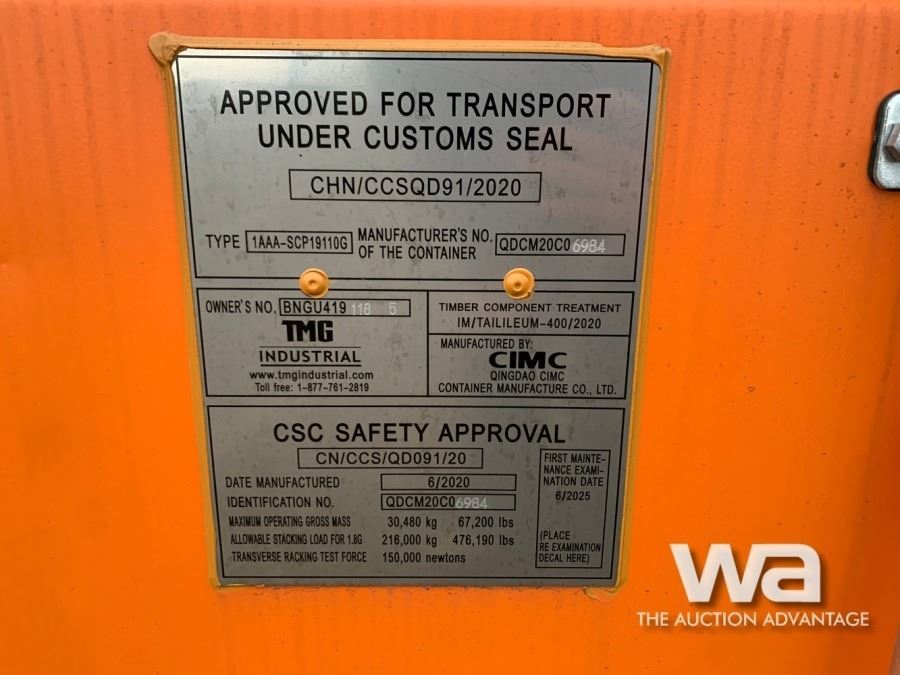 APPROVED FOR TRANSPORT
UNDER CUSTOMS SEAL
CHN/CCSQD91/2020
TYPE 1AAA-SCP19110G
MANUFACTURER'S NO.
OF THE CONTAINER
QDCM20C06984
OWNER'S NO. BNGU419 118 5
TMG
INDUSTRIAL
www.tmgindustrial.com
Toll free: 1-877-761-2819
TIMBER COMPONENT TREATMENT
IM/TAILILEUM-400/2020
MANUFACTURED BY:
CIMC
QINGDAO CIMC
CONTAINER MANUFACTURE CO., LTD.
CSC SAFETY APPROVAL
CN/CCS/QD091/20
DATE MANUFACTURED 6/2020
IDENTIFICATION NO. QDCM20C06984
MAXIMUM OPERATING GROSS MASS 30,480 kg 67,200 lbs
ALLOWABLE STACKING LOAD FOR 1.8G 216,000 kg 476,190 lbs
TRANSVERSE RACKING TEST FORCE 150,000 newtons
FIRST MAINTE-
NANCE EXAMI-
NATION DATE
6/2025
(PLACE
RE EXAMINATION
DECAL HERE)
wa
THE AUCTION ADVANTAGE